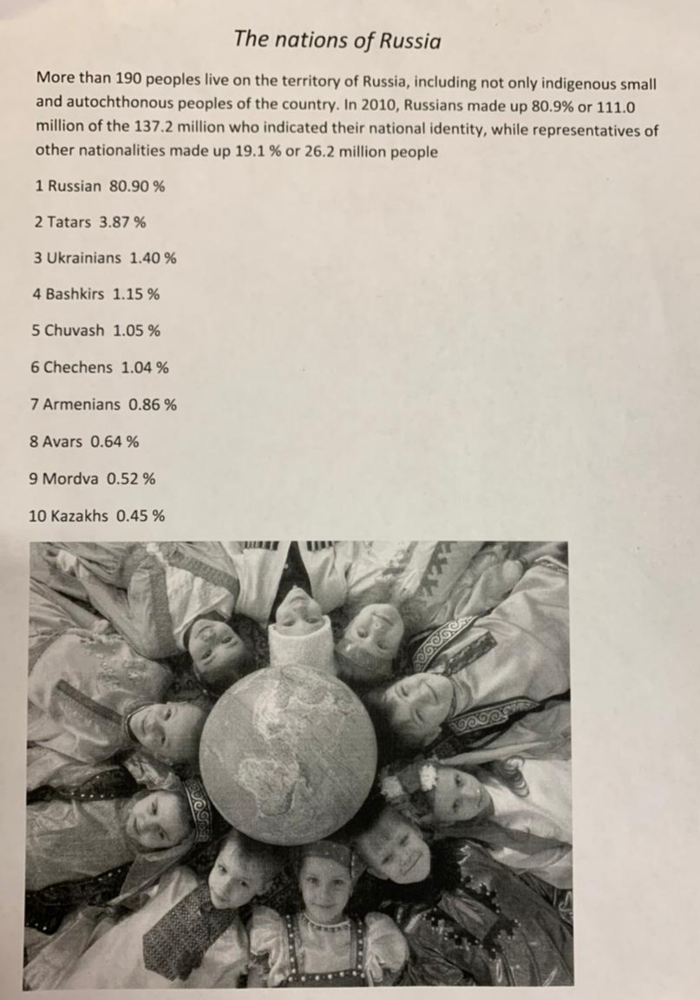 The nations of Russia
More than 190 peoples live on the territory of Russia, including not only indigenous small
and autochthonous peoples of the country. In 2010, Russians made up 80.9% or 111.0
million of the 137.2 million who indicated their national identity, while representatives of
other nationalities made up 19.1 % or 26.2 million people
1 Russian 80.90 %
2 Tatars 3.87 %
3 Ukrainians 1.40 %
4 Bashkirs 1.15 %
5 Chuvash 1.05 %
6 Chechens 1.04 %
7 Armenians 0.86 %
8 Avars 0.64 %
9 Mordva 0.52 %
10 Kazakhs 0.45 %